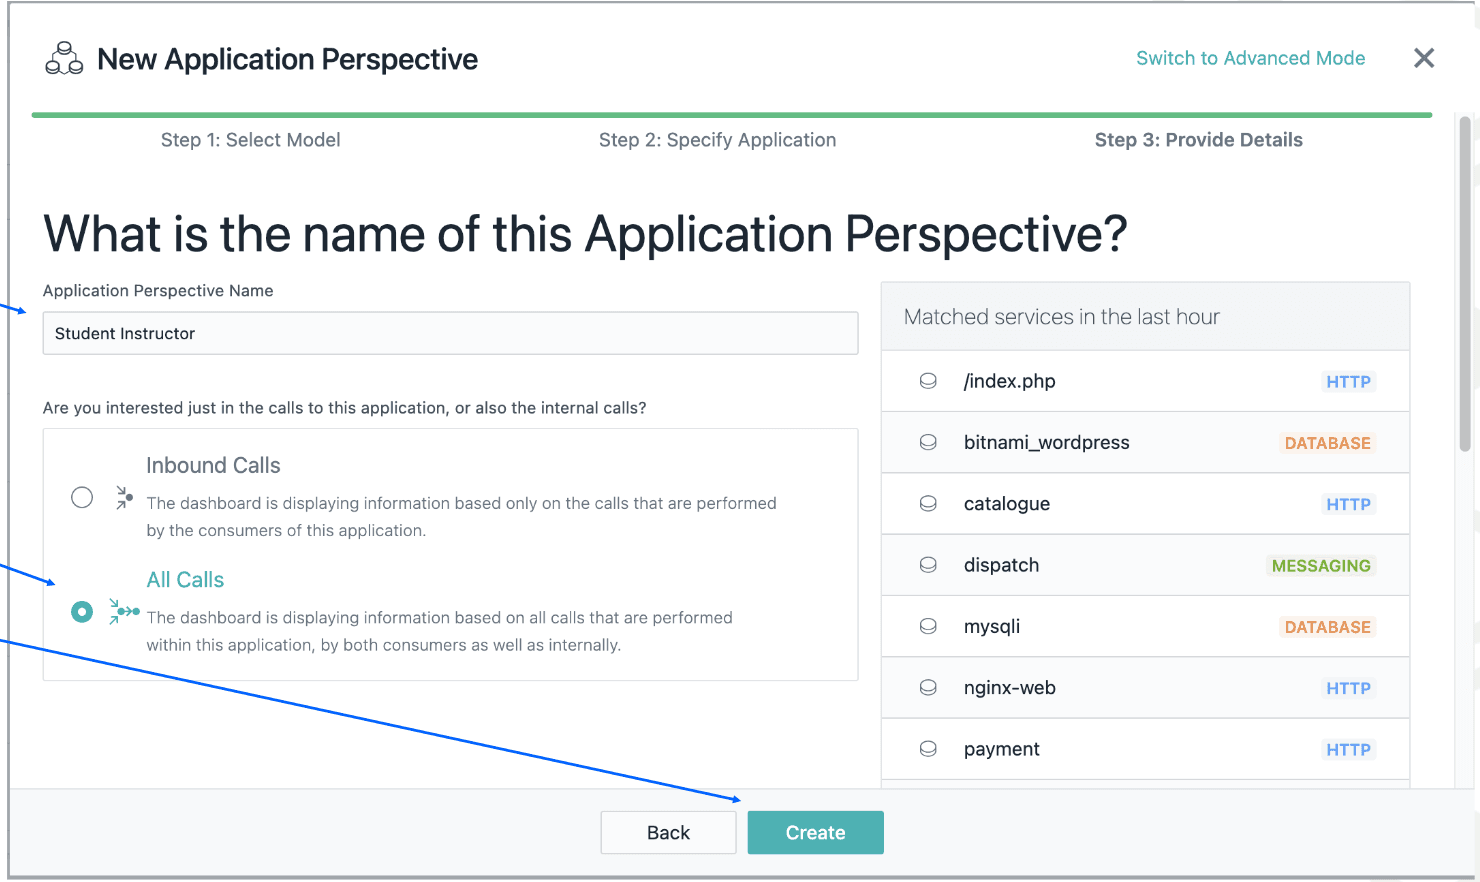 New Application Perspective
Switch to Advanced Mode
Step 1: Select Model
Step 2: Specify Application
Step 3: Provide Details
What is the name of this Application Perspective?
Application Perspective Name
Student Instructor
Are you interested just in the calls to this application, or also the internal calls?
Inbound Calls
The dashboard is displaying information based only on the calls that are performed
by the consumers of this application.
All Calls
The dashboard is displaying information based on all calls that are performed
within this application, by both consumers as well as internally.
Matched services in the last hour
/index.php HTTP
bitnami_wordpress DATABASE
catalogue HTTP
dispatch MESSAGING
mysqli DATABASE
nginx-web HTTP
payment HTTP
Back
Create